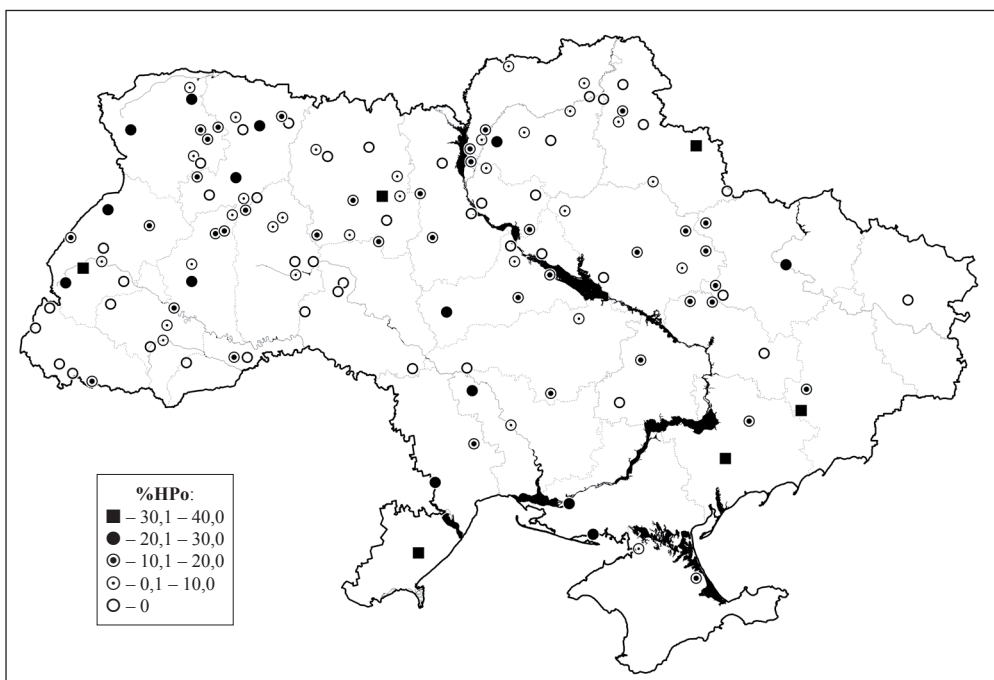 %HPo:
– 30,1 – 40,0
– 20,1 – 30,0
– 10,1 – 20,0
– 0,1 – 10,0
– 0